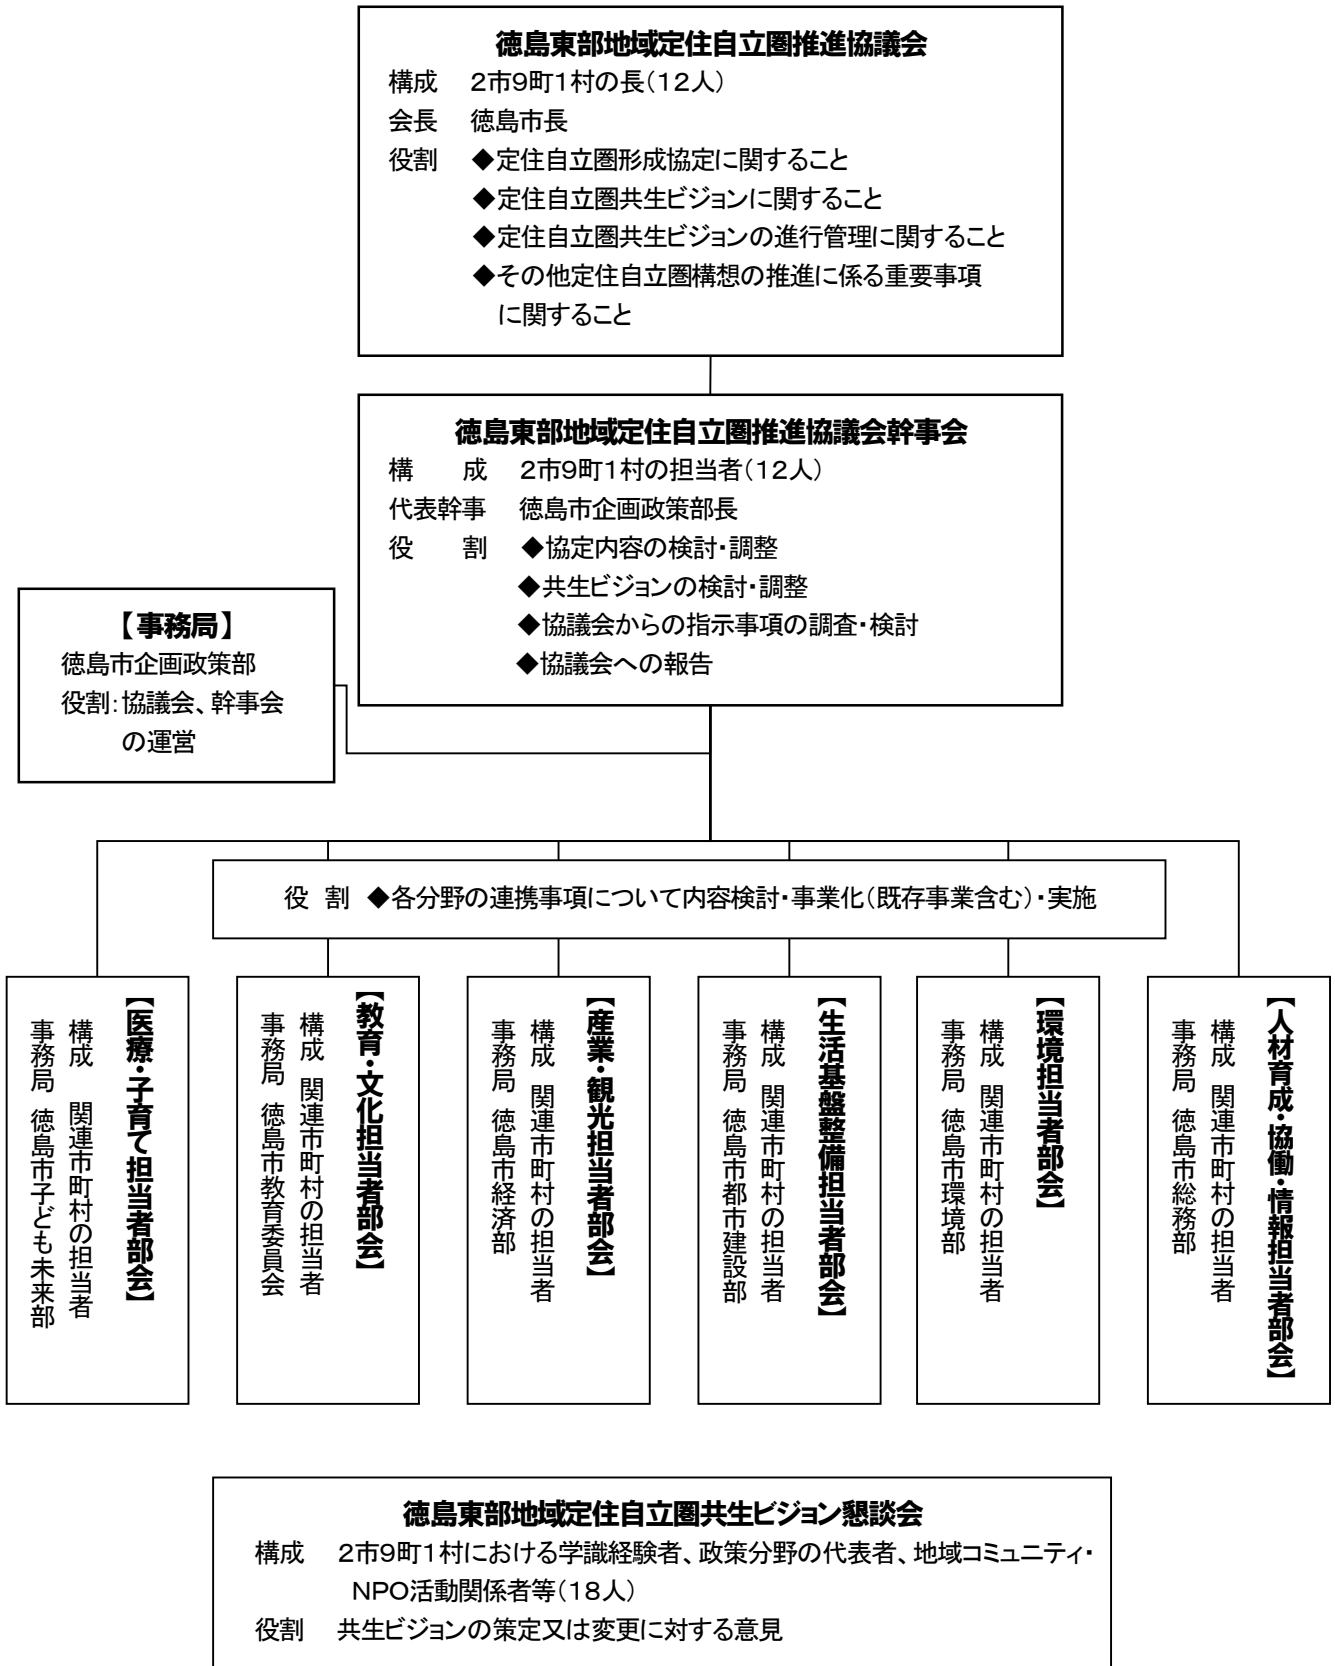 徳島東部地域定住自立圏推進協議会
構成 2市9町1村の長(12人)
会長 徳島市長
役割 ◆定住自立圏形成協定に関すること
◆定住自立圏共生ビジョンに関すること
◆定住自立圏共生ビジョンの進行管理に関すること
◆その他定住自立圏構想の推進に係る重要事項
に関すること
徳島東部地域定住自立圏推進協議会幹事会
構 成 2市9町1村の担当者(12人)
代表幹事 徳島市企画政策部長
役 割 ◆協定内容の検討・調整
◆共生ビジョンの検討・調整
◆協議会からの指示事項の調査・検討
◆協議会への報告
【事務局】
徳島市企画政策部
役割:協議会、幹事会
の運営
役 割 ◆各分野の連携事項について内容検討・事業化(既存事業含む)・実施
【医療・子育て担当者部会】
構成 関連市町村の担当者
事務局 徳島市子ども未来部
【教育・文化担当者部会】
構成 関連市町村の担当者
事務局 徳島市教育委員会
【産業・観光担当者部会】
構成 関連市町村の担当者
事務局 徳島市経済部
【生活基盤整備担当者部会】
構成 関連市町村の担当者
事務局 徳島市都市建設部
【環境担当者部会】
構成 関連市町村の担当者
事務局 徳島市環境部
【人材育成・協働・情報担当者部会】
構成 関連市町村の担当者
事務局 徳島市総務部
徳島東部地域定住自立圏共生ビジョン懇談会
構成 2市9町1村における学識経験者、政策分野の代表者、地域コミュニティ・
NPO活動関係者等(18人)
役割 共生ビジョンの策定又は変更に対する意見